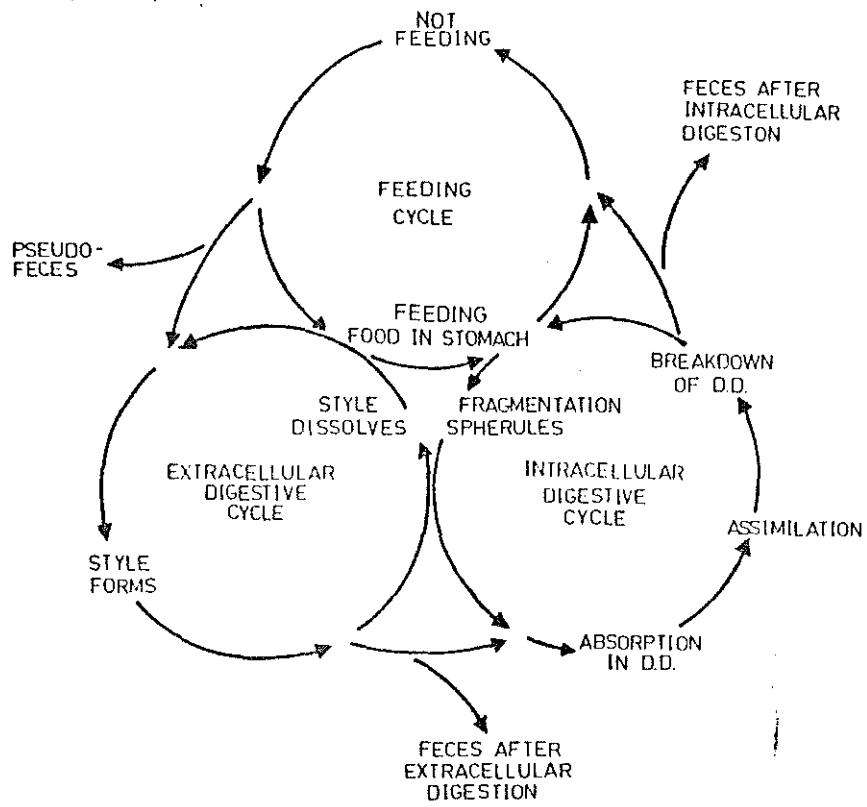 NOT
FEEDING
FECES AFTER
INTRACELLULAR
DIGESTON
FEEDING
CYCLE
PSEUDO-
FECES
FEEDING
FOOD IN STOMACH
BREAKDOWN
OF D.D.
STYLE
DISSOLVES
FRAGMENTATION
SPHERULES
EXTRACELLULAR
DIGESTIVE
CYCLE
INTRACELLULAR
DIGESTIVE
CYCLE
ASSIMILATION
STYLE
FORMS
ABSORPTION
IN D.D.
FECES AFTER
EXTRACELLULAR
DIGESTION